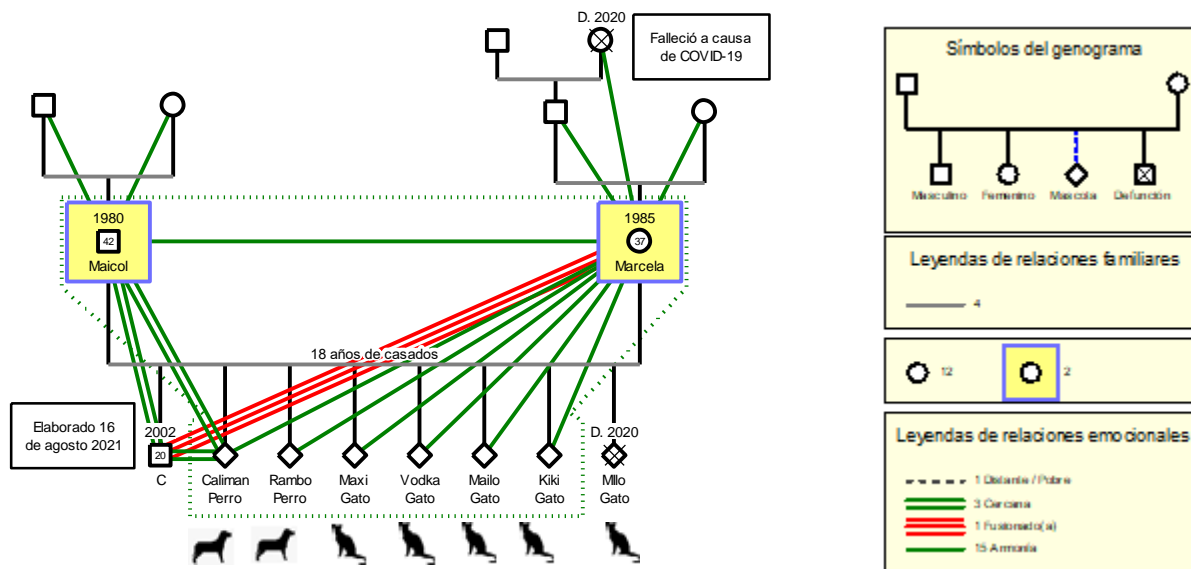 D. 2020
Falleció a causa
de COVID-19
1980
42
Maicol
1985
37
Marcela
18 años de casados
Elaborado 16
de agosto 2021
2002
20
C
Caliman
Perro
Rambo
Perro
Maxi
Gato
Vodka
Gato
Mailo
Gato
Kiki
Gato
D. 2020
MIlo
Gato
Símbolos del genograma
Masculino
Femenino
Mascota
Defunción
Leyendas de relaciones familiares
4
12
2
Leyendas de relaciones emocionales
1 Distante / Pobre
3 Cercana
1 Fusionado(a)
15 Armonía